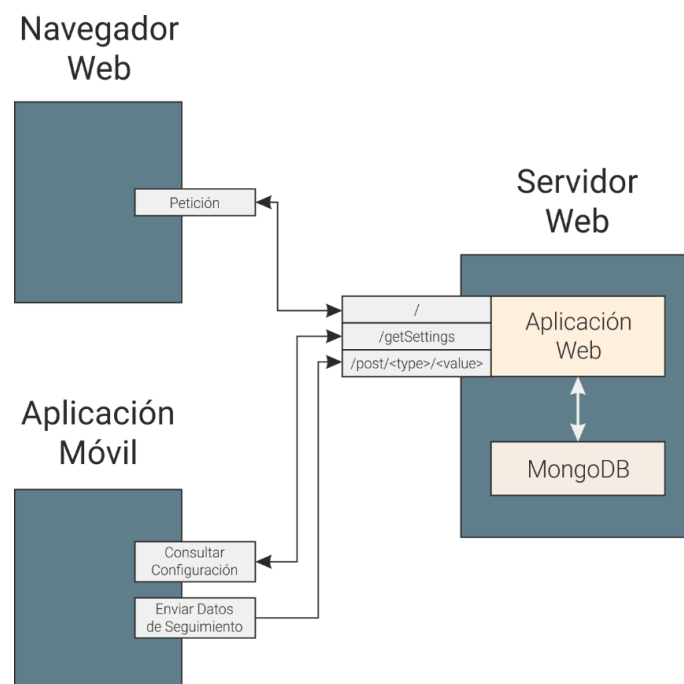 Navegador
Web
Petición
Servidor
Web
/
/getSettings
/post/<type>/<value>
Aplicación
Web
MongoDB
Aplicación
Móvil
Consultar
Configuración
Enviar Datos
de Seguimiento